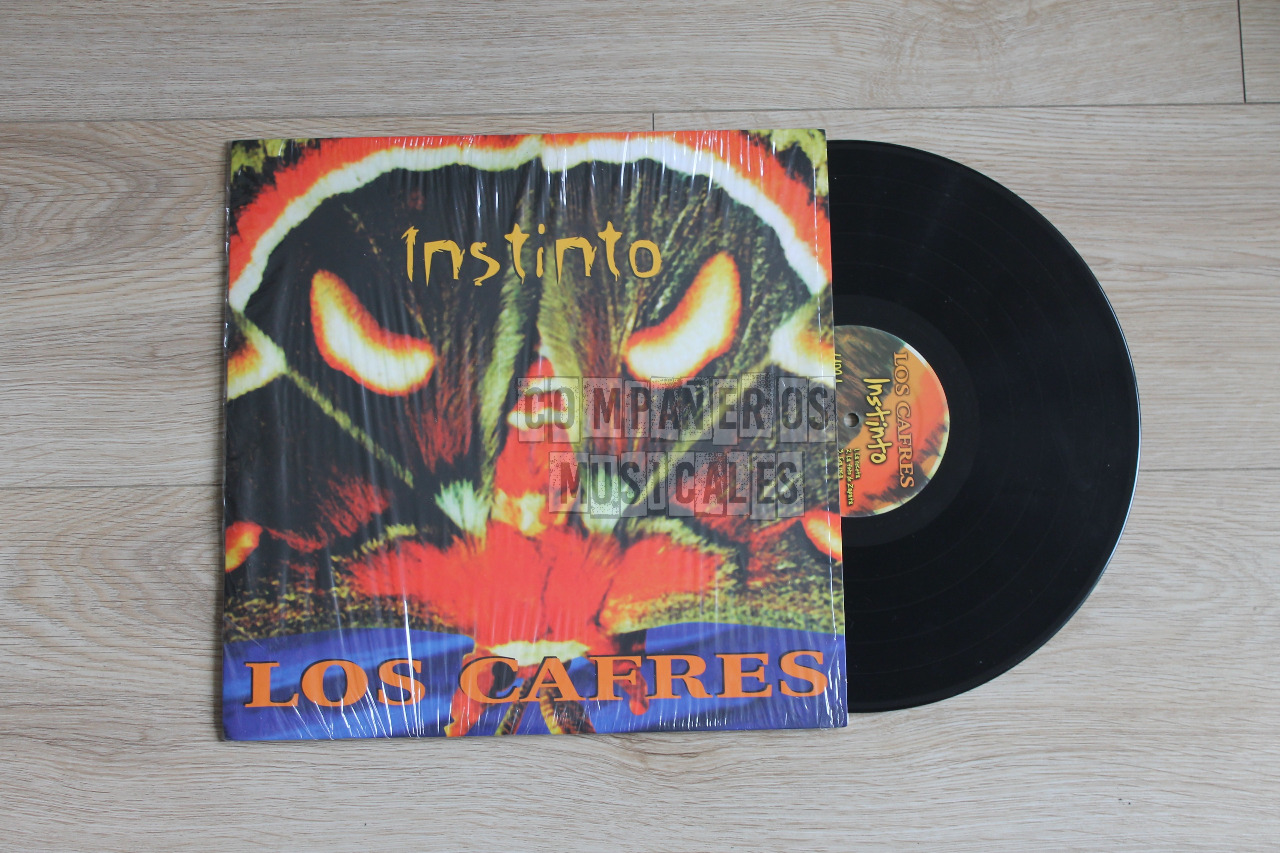 Instinto
COMPAÑEROS
MUSICALES
LOS CAFRES
LOS CAFRES
Instinto